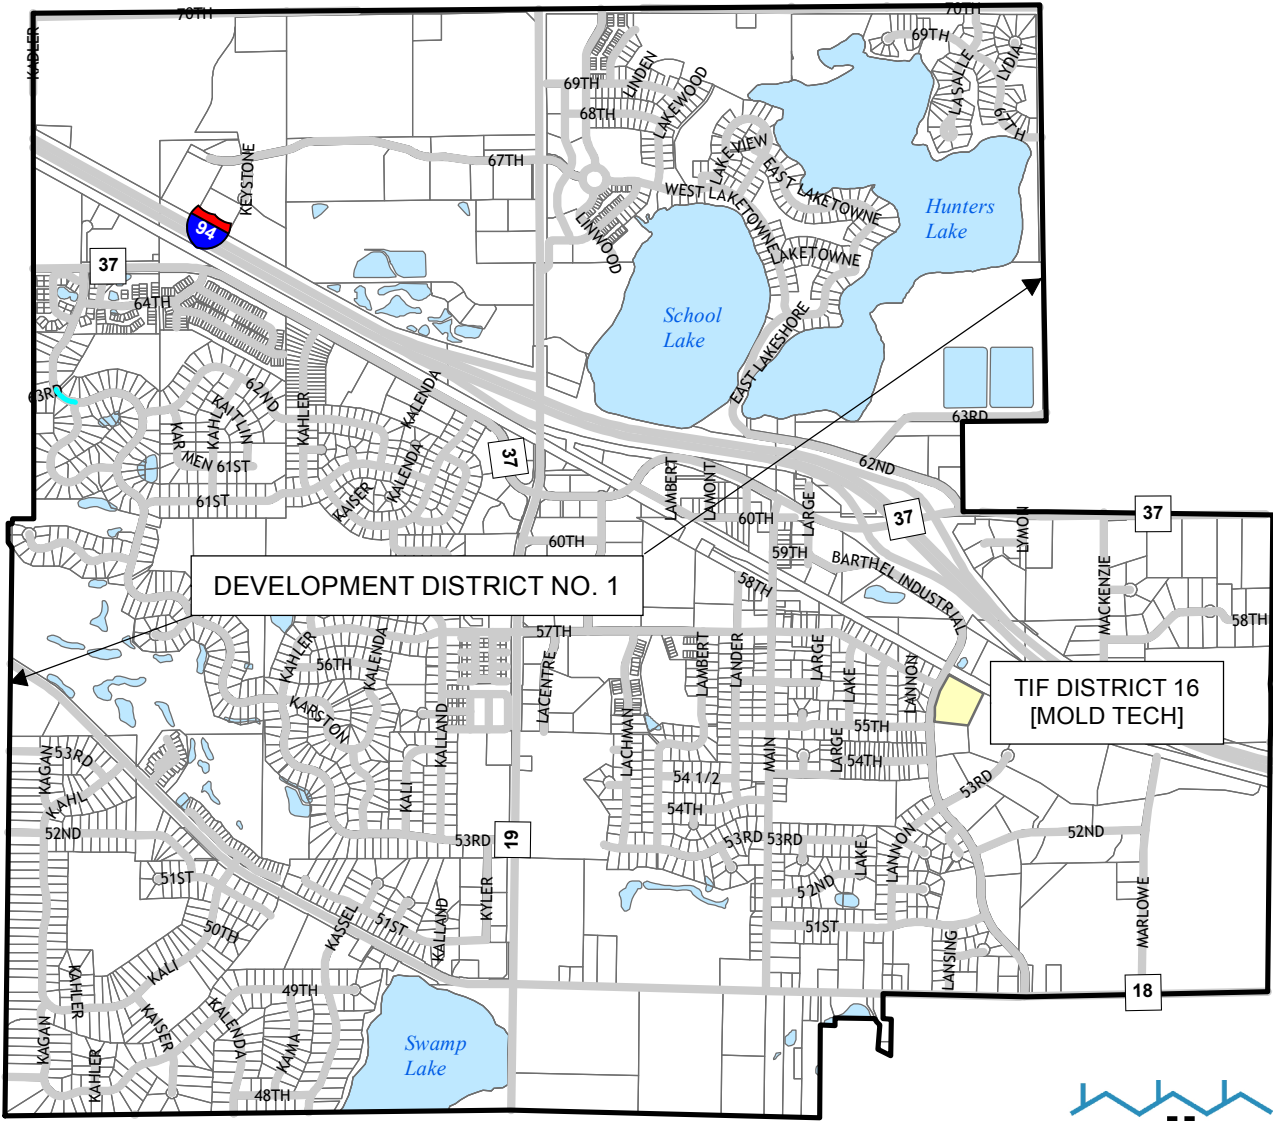 70TH
70TH
KADLER
69TH
LYDIA
LASALLE
67TH
LINDEN
LAKEWOOD
69TH
68TH
67TH
KEYSTONE
LAKEVIEW
EAST LAKETOWNE
WEST LAKETOWNE
LAKETOWNE
LINWOOD
Hunters
Lake
94
37
64TH
School
Lake
EAST LAKESHORE
63RD
63RD
62ND
KAITLIN
KAHL
KAR
MEN
61ST
61ST
KAHLER
KALENDA
KALENDA
KAISER
37
62ND
LAMBERT
LAMONT
LARGE
60TH
60TH
59TH
58TH
37
37
LYMON
BARTHEL INDUSTRIAL
MACKENZIE
58TH
DEVELOPMENT DISTRICT NO. 1
57TH
KAHLER
56TH
KALENDA
KARSTON
KALLAND
KALI
LACENTRE
LACHMAN
LAMBERT
LANDER
MAIN
LARGE
LAKE
LANNON
LARGE
55TH
54TH
54 1/2
54TH
53RD
53RD
TIF DISTRICT 16
[MOLD TECH]
53RD
52ND
MARLOWE
LAKE
LANNON
52ND
51ST
LANSING
18
KAGAN
53RD
KAHL
52ND
51ST
50TH
KALI
53RD
19
KYLER
KALLAND
51ST
KASSEL
49TH
KAHLER
KAISER
KALENDA
KAMA
KAGAN
KAHLER
48TH
Swamp
Lake